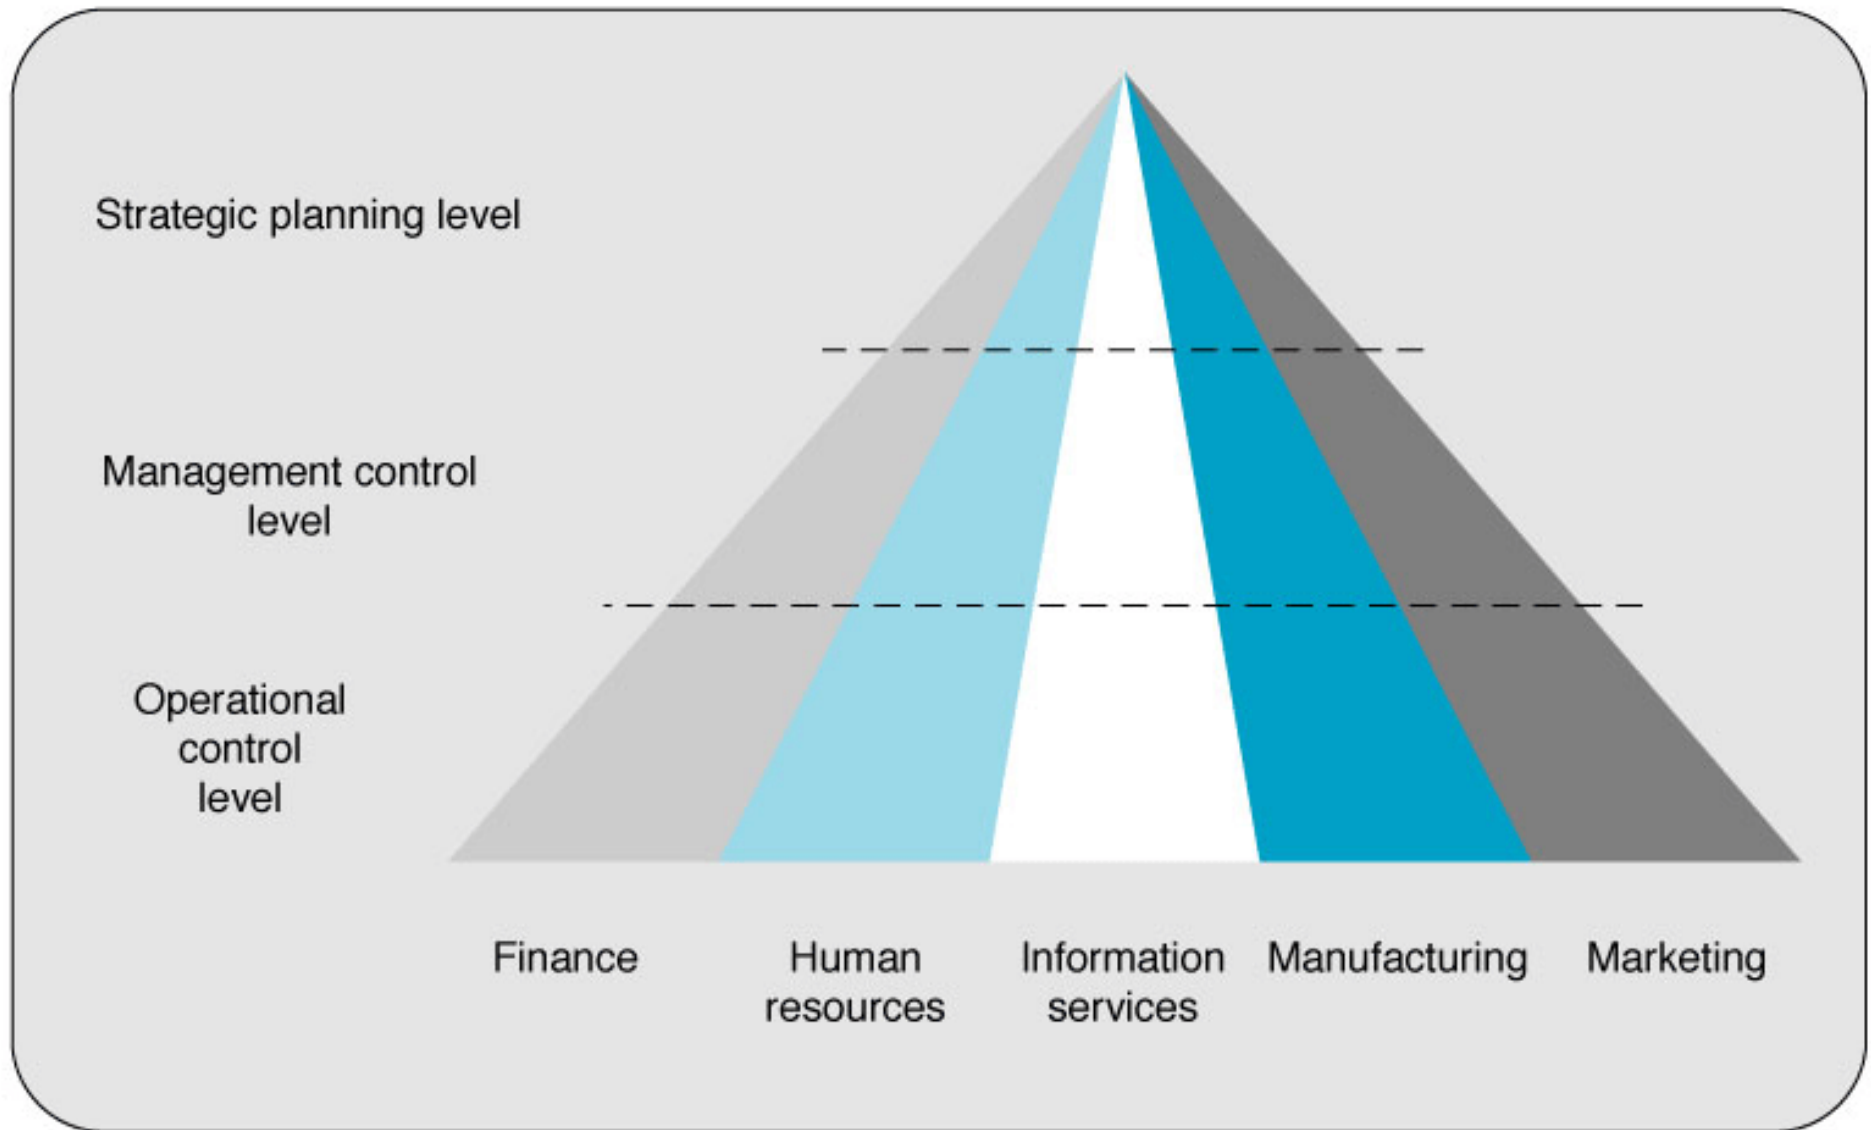 Strategic planning level
Management control
level
Operational
control
level
Finance
Human
resources
Information
services
Manufacturing
Marketing